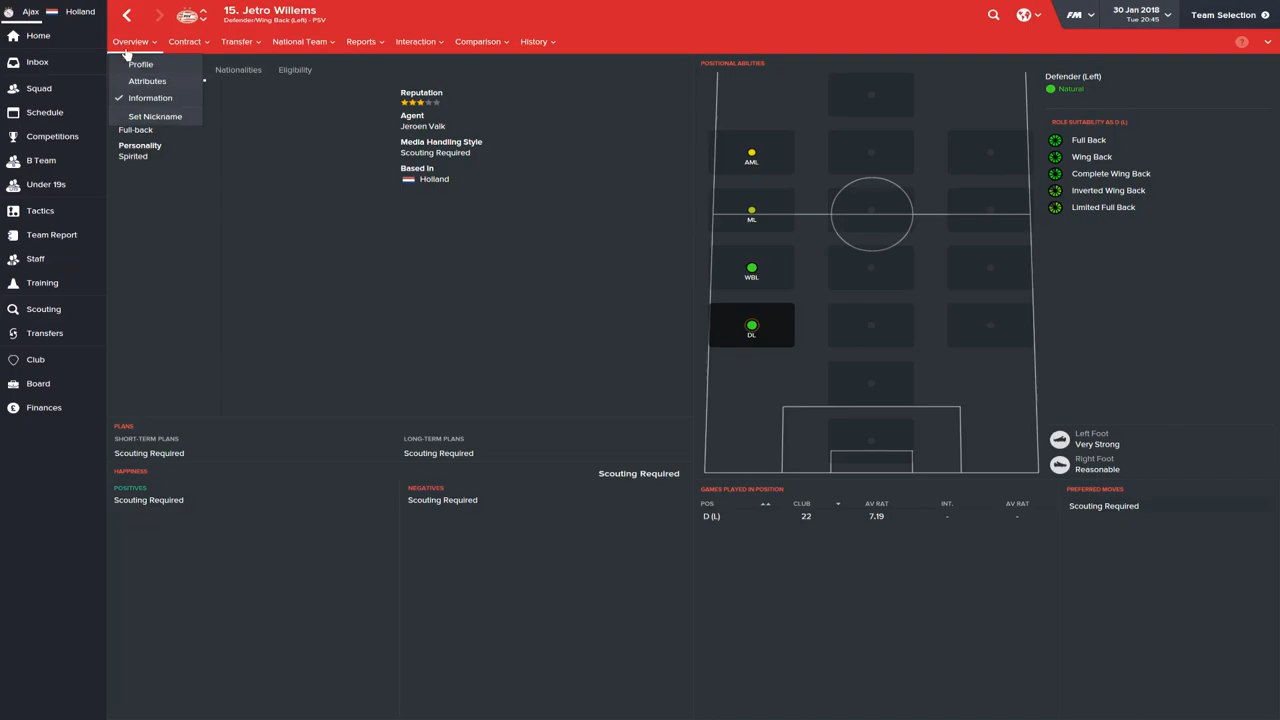 Ajax
Holland
15. Jetro Willems
Defender/Wing Back (Left) - PSV
30 Jan 2018
Tue 20:45
FM
Team Selection
Overview
Contract
Transfer
National Team
Reports
Interaction
Comparison
History
?
Home
Inbox
Squad
Schedule
Competitions
B Team
Under 19s
Tactics
Team Report
Staff
Training
Scouting
Transfers
Club
Board
Finances
Profile
Attributes
Information
Set Nickname
Nationalities
Eligibility
Full-back
Personality
Spirited
Reputation
Agent
Jeroen Valk
Media Handling Style
Scouting Required
Based In
Holland
POSITIONAL ABILITIES
AML
ML
WBL
DL
Defender (Left)
Natural
ROLE SUITABILITY AS D (L)
Full Back
Wing Back
Complete Wing Back
Inverted Wing Back
Limited Full Back
Left Foot
Very Strong
Right Foot
Reasonable
PLANS
SHORT-TERM PLANS
Scouting Required
LONG-TERM PLANS
Scouting Required
HAPPINESS
Scouting Required
POSITIVES
Scouting Required
NEGATIVES
Scouting Required
GAMES PLAYED IN POSITION
POS CLUB AV RAT INT. AV RAT
D (L) 22 7.19 - -
PREFERRED MOVES
Scouting Required